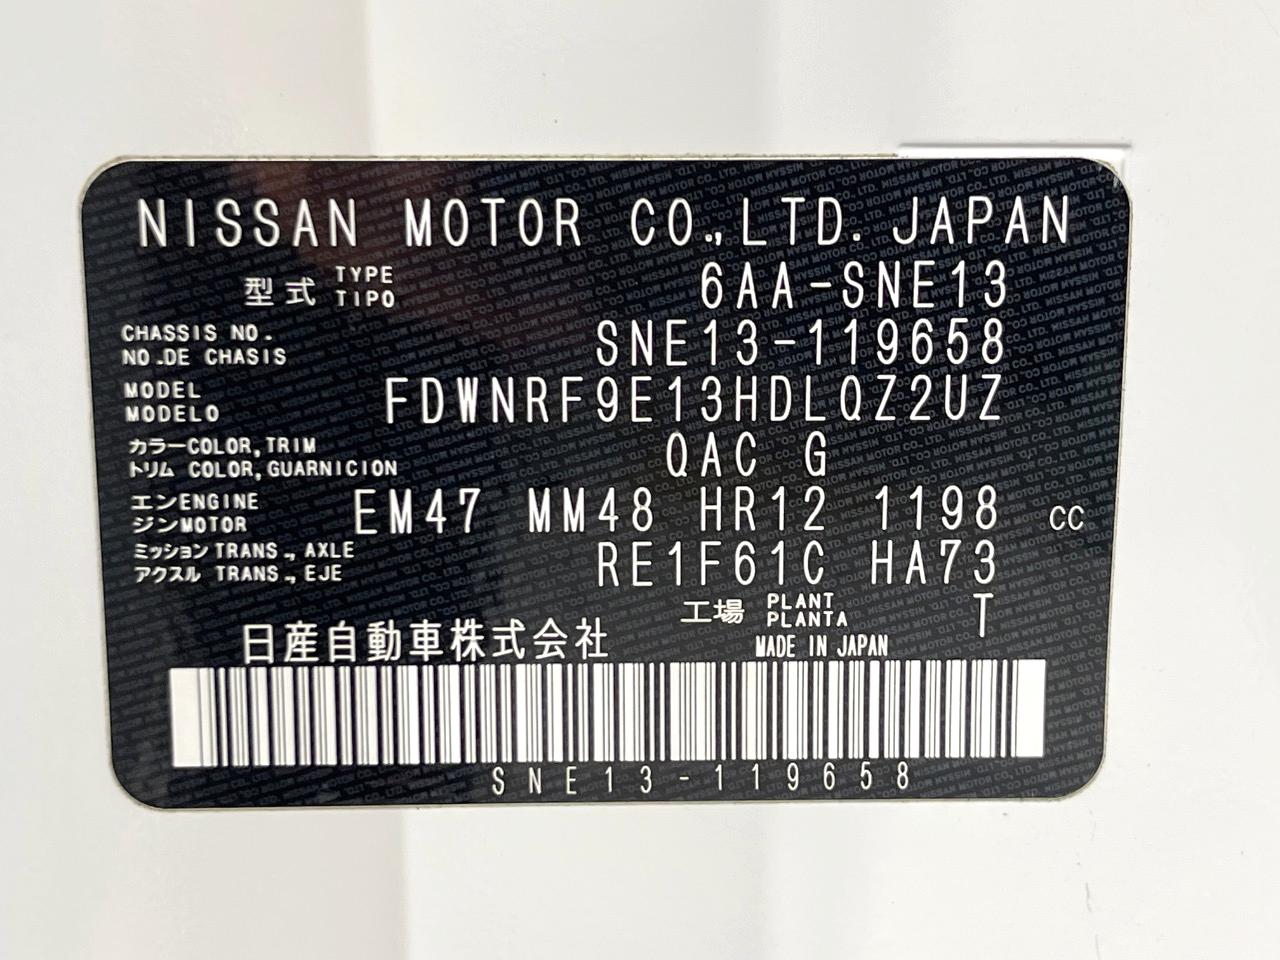 NISSAN MOTOR CO.,LTD. JAPAN
型式 TYPE TIPO 6AA-SNE13
CHASSIS NO. NO.DE CHASIS SNE13-119658
MODEL MODELO FDWNRF9E13HDLQZ2UZ
カラー COLOR,TRIM QAC G
トリム COLOR,GUARNICION
エンジン ENGINE MOTOR EM47 MM48 HR12 1198 cc
ミッション TRANS.,AXLE RE1F61C HA73
アクスル TRANS.,EJE
工場 PLANT PLANTA T
日産自動車株式会社 MADE IN JAPAN
SNE13-119658